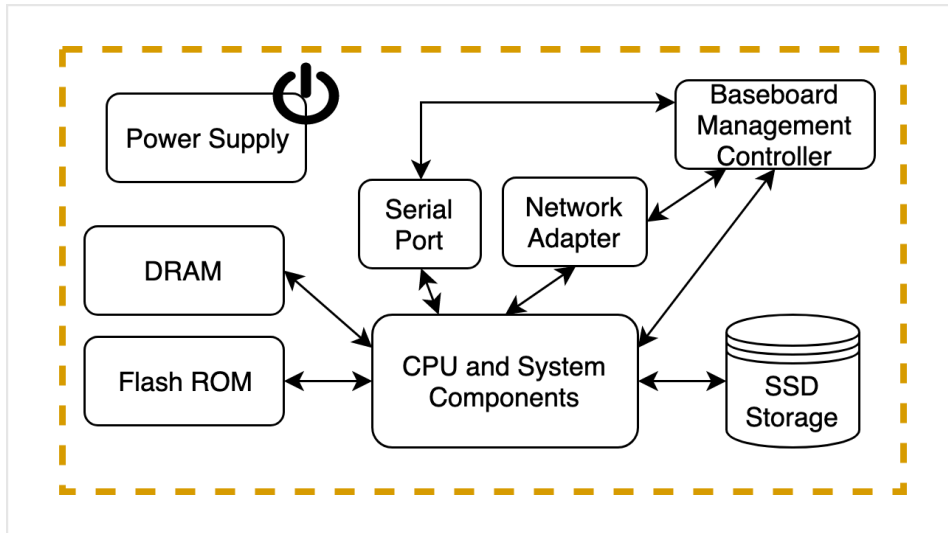 Power Supply
Baseboard
Management
Controller
Serial
Port
Network
Adapter
DRAM
Flash ROM
CPU and System
Components
SSD
Storage